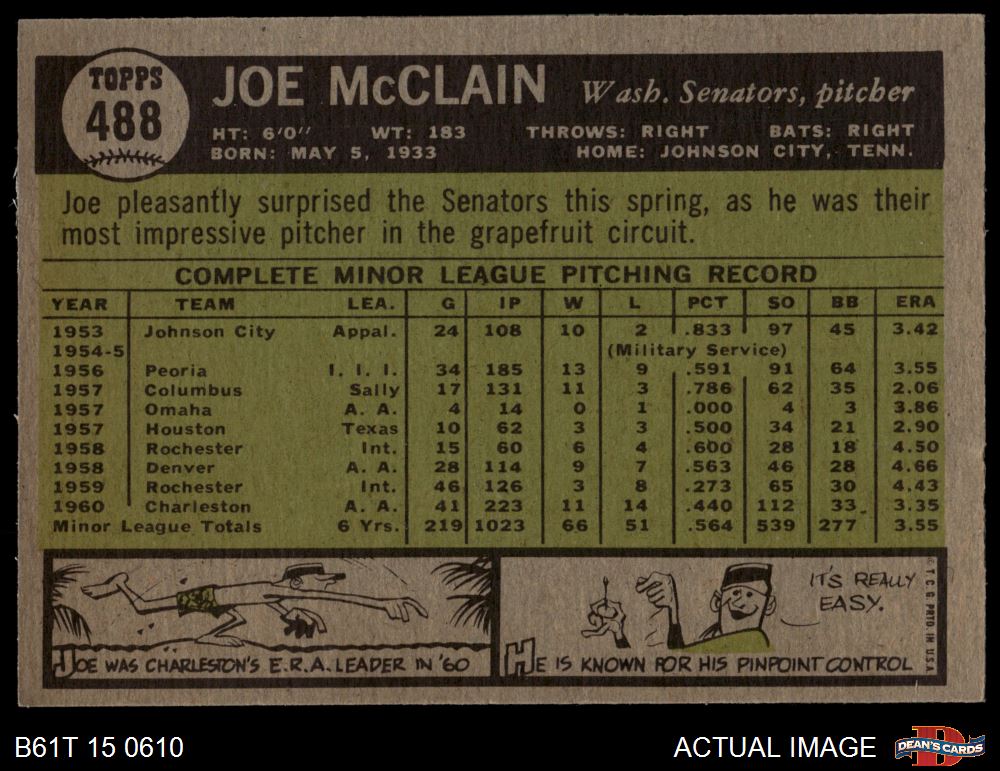 TOPPS
488
JOE McCLAIN Wash. Senators, pitcher
HT: 6'0" WT: 183 THROWS: RIGHT BATS: RIGHT
BORN: MAY 5, 1933 HOME: JOHNSON CITY, TENN.
Joe pleasantly surprised the Senators this spring, as he was their
most impressive pitcher in the grapefruit circuit.
COMPLETE MINOR LEAGUE PITCHING RECORD
YEAR TEAM LEA. G IP W L PCT SO BB ERA
1953 Johnson City Appal. 24 108 10 2 .833 97 45 3.42
1954-5 (Military Service)
1956 Peoria I. I. I. 34 185 13 9 .591 91 64 3.55
1957 Columbus Sally 17 131 11 3 .786 62 35 2.06
1957 Omaha A. A. 4 14 0 1 .000 4 3 3.86
1957 Houston Texas 10 62 3 3 .500 34 21 2.90
1958 Rochester Int. 15 60 6 4 .600 28 18 4.50
1958 Denver A. A. 28 114 9 7 .563 46 28 4.66
1959 Rochester Int. 46 126 3 8 .273 65 30 4.43
1960 Charleston A. A. 41 223 11 14 .440 112 33 3.35
Minor League Totals 6 Yrs. 219 1023 66 51 .564 539 277 3.55
JOE WAS CHARLESTON'S E.R.A. LEADER IN '60
IT'S REALLY
EASY.
HE IS KNOWN FOR HIS PINPOINT CONTROL
© T. C. G. PRTD. IN U.S.A.
B61T 15 0610
ACTUAL IMAGE
D
DEAN'S CARDS